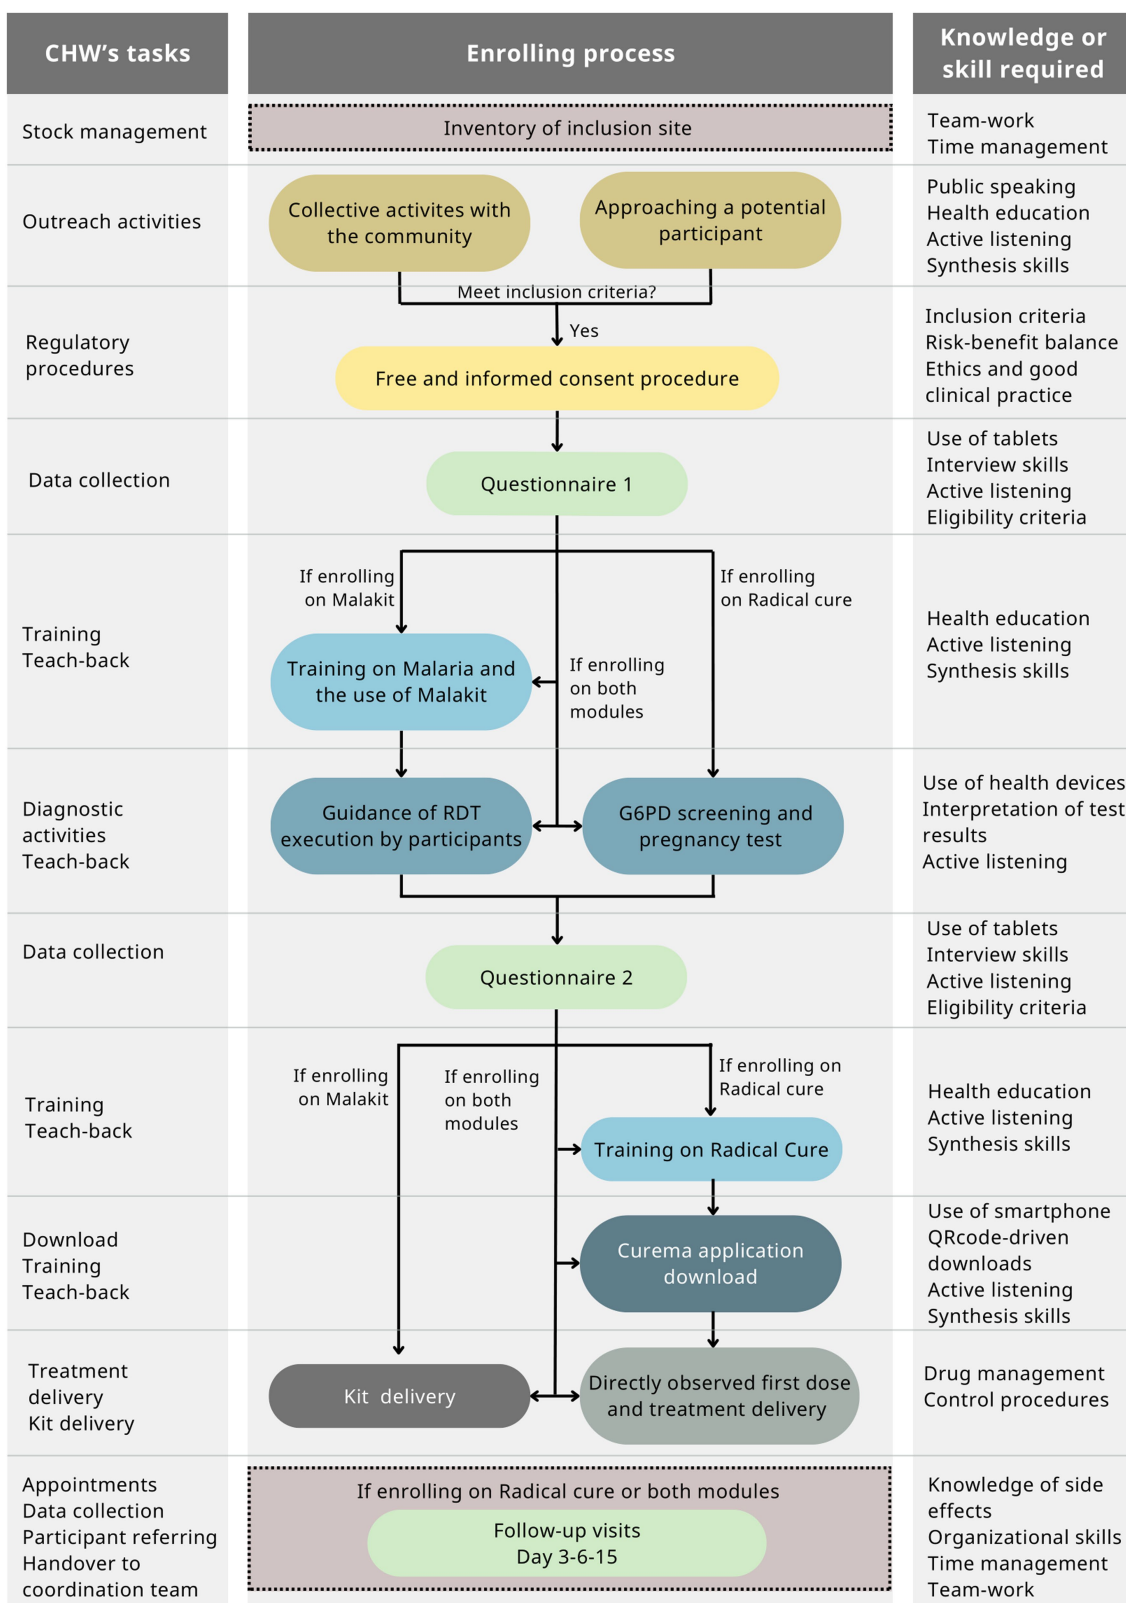 CHW’s tasks
Enrolling process
Knowledge or
skill required
Stock management
Inventory of inclusion site
Team-work
Time management
Outreach activities
Collective activites with
the community
Approaching a potential
participant
Public speaking
Health education
Active listening
Synthesis skills
Meet inclusion criteria?
Yes
Regulatory
procedures
Free and informed consent procedure
Inclusion criteria
Risk-benefit balance
Ethics and good
clinical practice
Data collection
Questionnaire 1
Use of tablets
Interview skills
Active listening
Eligibility criteria
Training
Teach-back
If enrolling
on Malakit
If enrolling
on Radical cure
Training on Malaria and
the use of Malakit
If enrolling
on both
modules
Health education
Active listening
Synthesis skills
Diagnostic
activities
Teach-back
Guidance of RDT
execution by participants
G6PD screening and
pregnancy test
Use of health devices
Interpretation of test
results
Active listening
Data collection
Questionnaire 2
Use of tablets
Interview skills
Active listening
Eligibility criteria
Training
Teach-back
If enrolling
on Malakit
If enrolling
on both
modules
If enrolling on
Radical cure
Training on Radical Cure
Health education
Active listening
Synthesis skills
Download
Training
Teach-back
Curema application
download
Use of smartphone
QRcode-driven
downloads
Active listening
Synthesis skills
Treatment
delivery
Kit delivery
Kit delivery
Directly observed first dose
and treatment delivery
Drug management
Control procedures
Appointments
Data collection
Participant referring
Handover to
coordination team
If enrolling on Radical cure or both modules
Follow-up visits
Day 3-6-15
Knowledge of side
effects
Organizational skills
Time management
Team-work